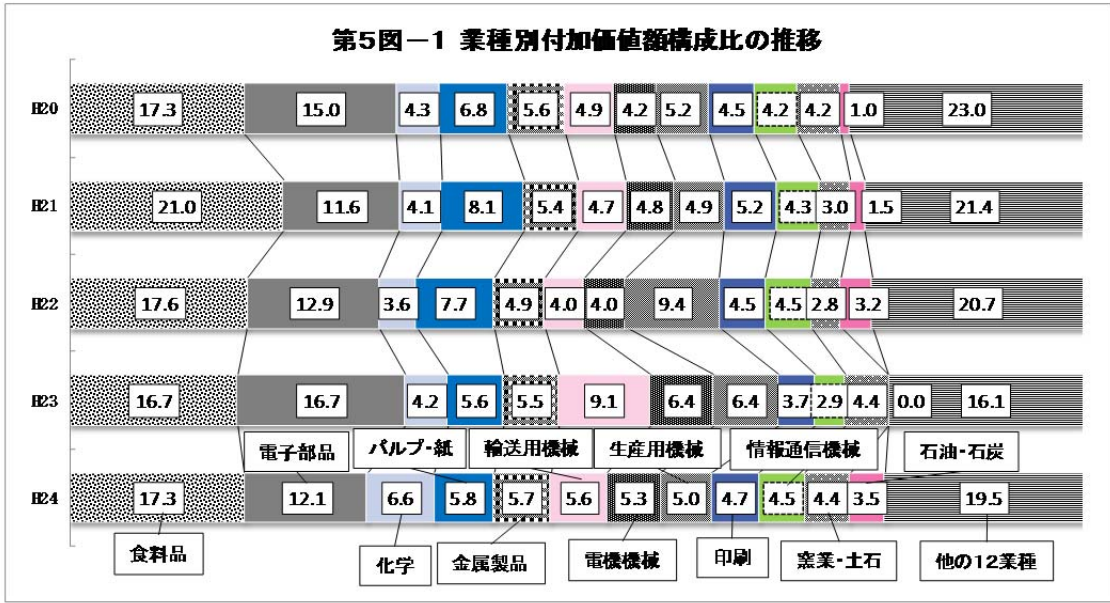 第5図－1 業種別付加価値額構成比の推移
H20 17.3 15.0 4.3 6.8 5.6 4.9 4.2 5.2 4.5 4.2 4.2 1.0 23.0
H21 21.0 11.6 4.1 8.1 5.4 4.7 4.8 4.9 5.2 4.3 3.0 1.5 21.4
H22 17.6 12.9 3.6 7.7 4.9 4.0 4.0 9.4 4.5 4.5 2.8 3.2 20.7
H23 16.7 16.7 4.2 5.6 5.5 9.1 6.4 6.4 3.7 2.9 4.4 0.0 16.1
電子部品 パルプ・紙 輸送用機械 生産用機械 情報通信機械 石油・石炭
H24 17.3 12.1 6.6 5.8 5.7 5.6 5.3 5.0 4.7 4.5 4.4 3.5 19.5
食料品 化学 金属製品 電機機械 印刷 窯業・土石 他の12業種